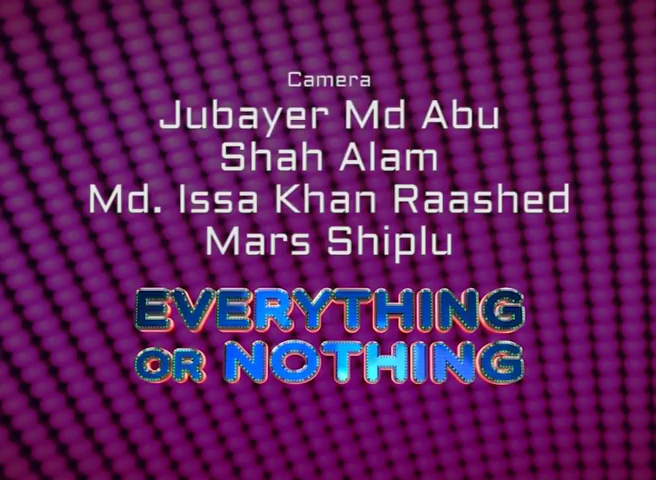 Camera
Jubayer Md Abu
Shah Alam
Md. Issa Khan Raashed
Mars Shiplu
EVERYTHING
OR NOTHING